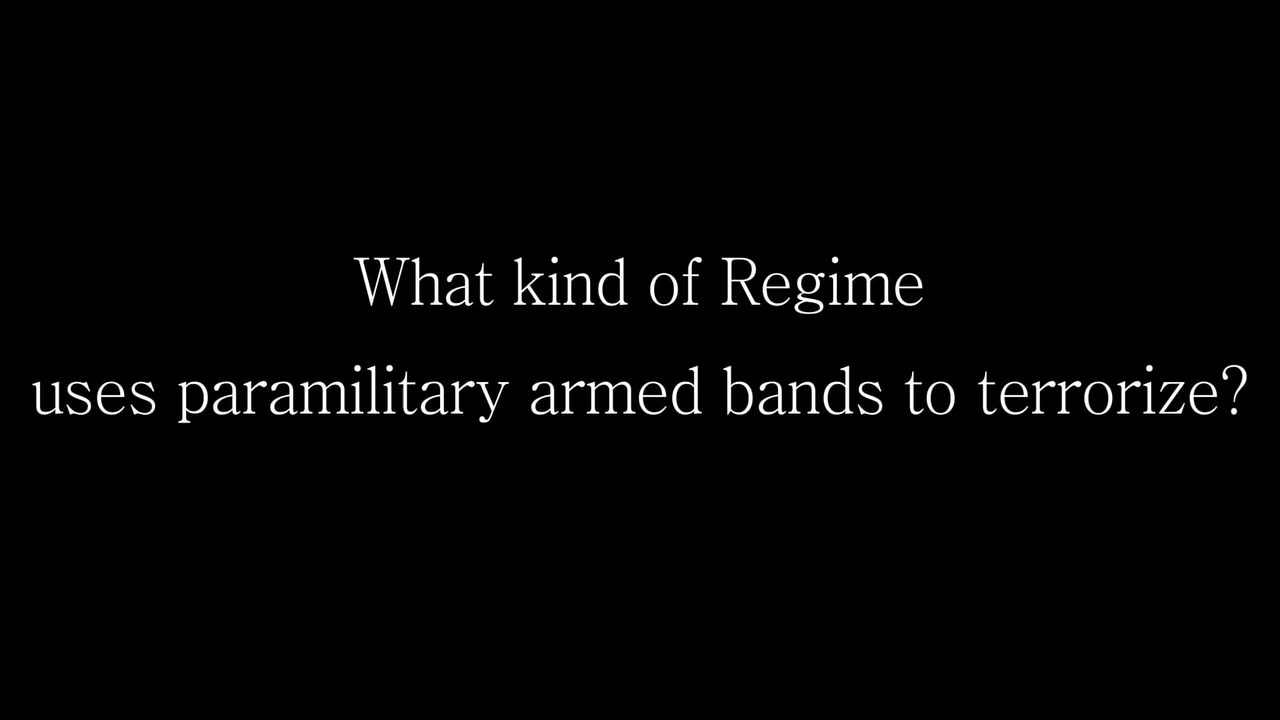 What kind of Regime
uses paramilitary armed bands to terrorize?